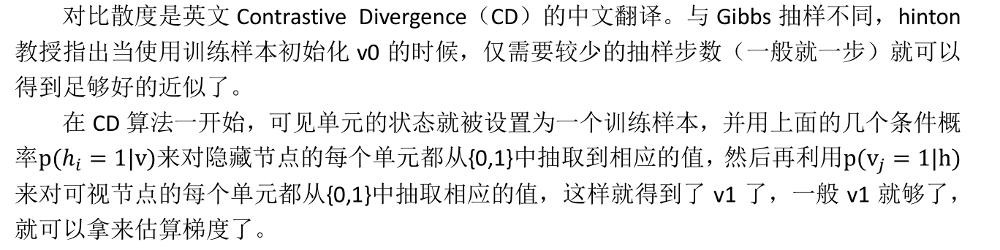 对比散度是英文 Contrastive Divergence（CD）的中文翻译。与 Gibbs 抽样不同，hinton
教授指出当使用训练样本初始化 v0 的时候，仅需要较少的抽样步数（一般就一步）就可以
得到足够好的近似了。
在 CD 算法一开始，可见单元的状态就被设置为一个训练样本，并用上面的几个条件概
率p(hᵢ = 1|v)来对隐藏节点的每个单元都从{0,1}中抽取到相应的值，然后再利用p(vⱼ = 1|h)
来对可视节点的每个单元都从{0,1}中抽取相应的值，这样就得到了 v1 了，一般 v1 就够了，
就可以拿来估算梯度了。